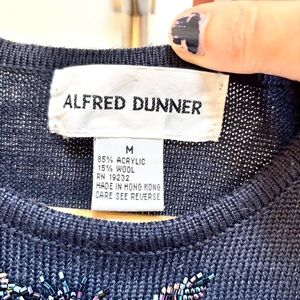 ALFRED DUNNER
M
85% ACRYLIC
15% WOOL
RN 19232
MADE IN HONG KONG
CARE SEE REVERSE